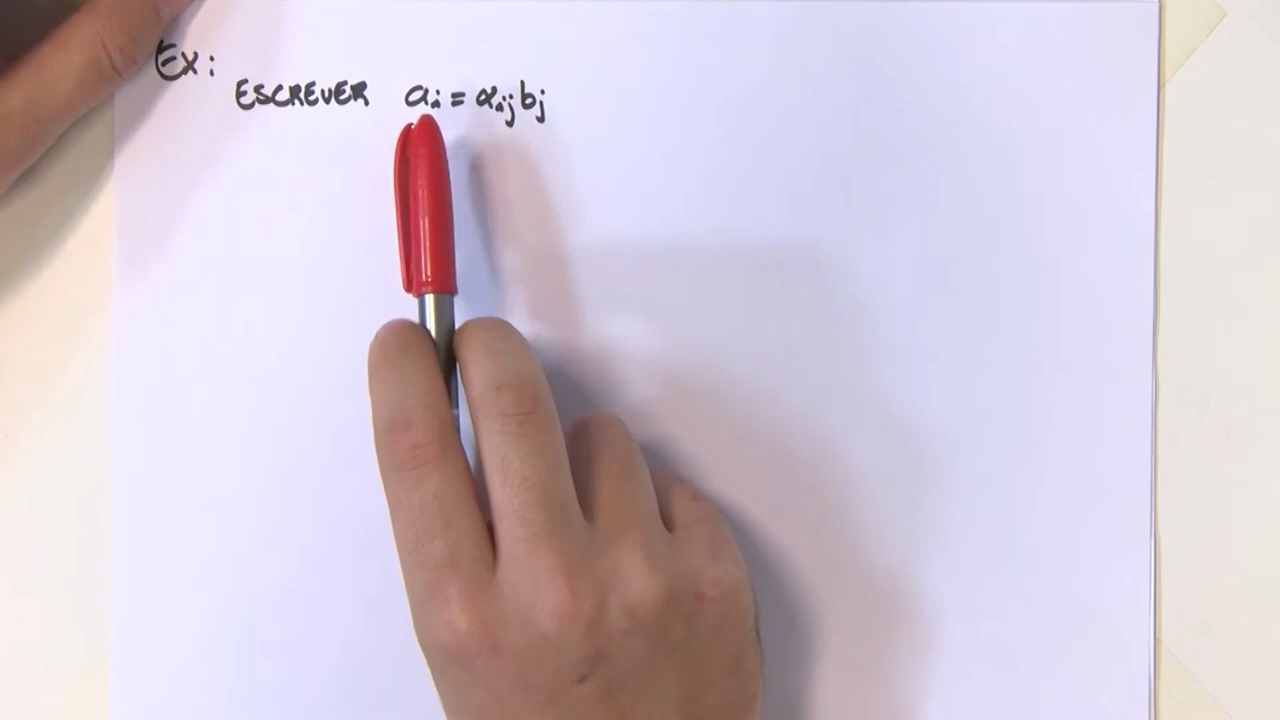 Ex:
ESCREVER aᵢ = αᵢⱼ bⱼ